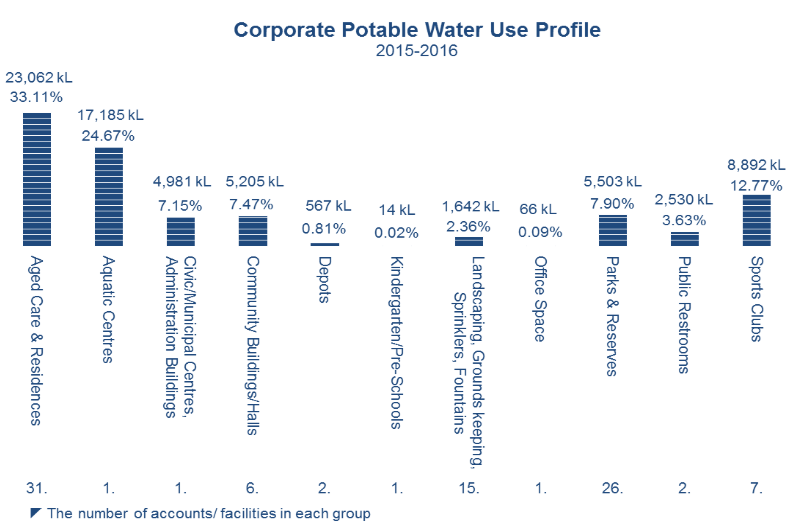 Corporate Potable Water Use Profile
2015-2016
23,062 kL
33.11%
17,185 kL
24.67%
4,981 kL
7.15%
5,205 kL
7.47%
567 kL
0.81%
14 kL
0.02%
1,642 kL
2.36%
66 kL
0.09%
5,503 kL
7.90%
2,530 kL
3.63%
8,892 kL
12.77%
Aged Care & Residences
Aquatic Centres
Civic/Municipal Centres,
Administration Buildings
Community Buildings/Halls
Depots
Kindergarten/Pre-Schools
Landscaping, Grounds keeping,
Sprinklers, Fountains
Office Space
Parks & Reserves
Public Restrooms
Sports Clubs
31. 1. 1. 6. 2. 1. 15. 1. 26. 2. 7.
The number of accounts/ facilities in each group